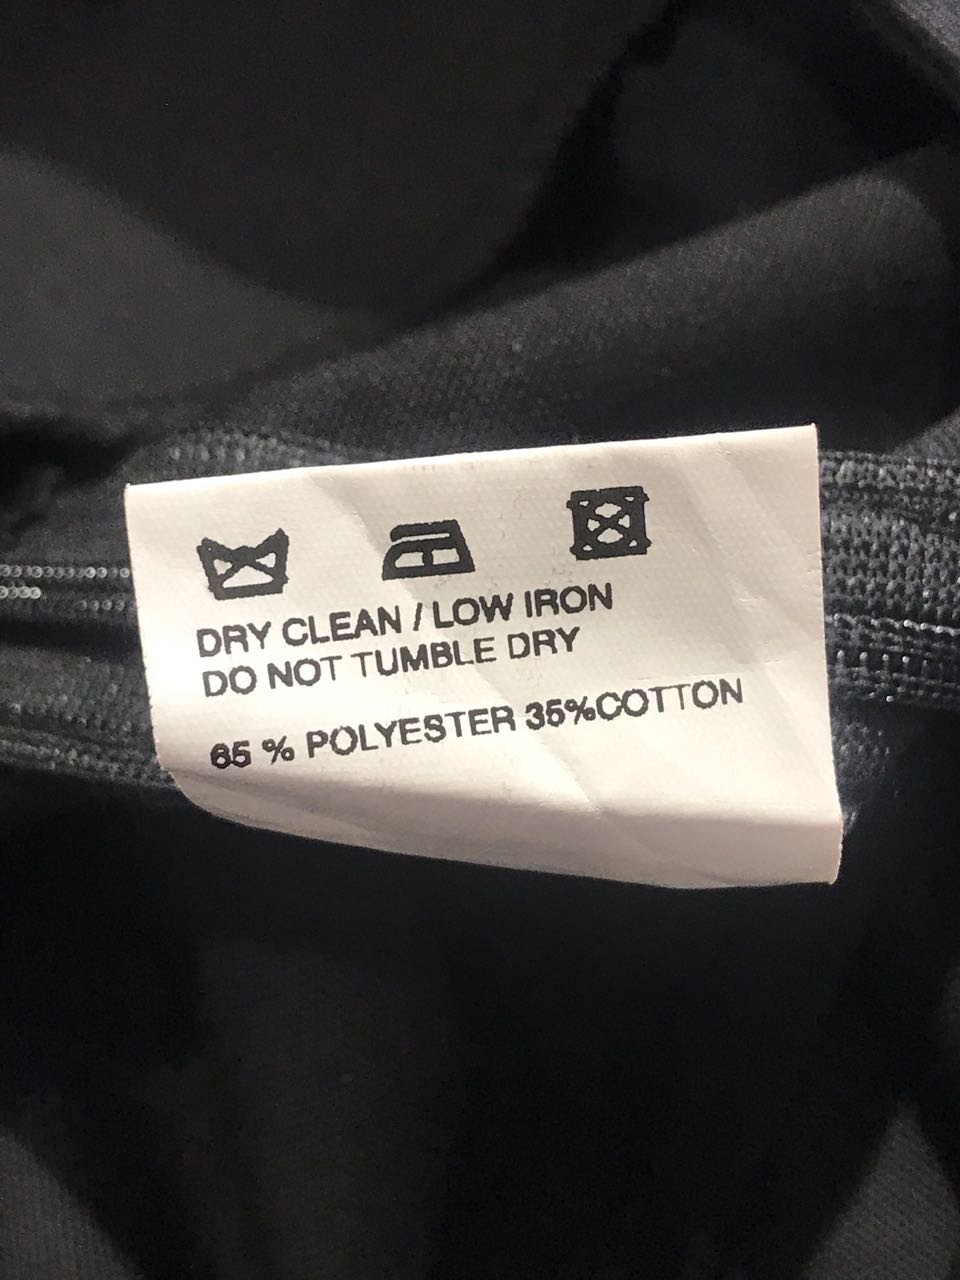 DRY CLEAN / LOW IRON
DO NOT TUMBLE DRY
65 % POLYESTER 35%COTTON